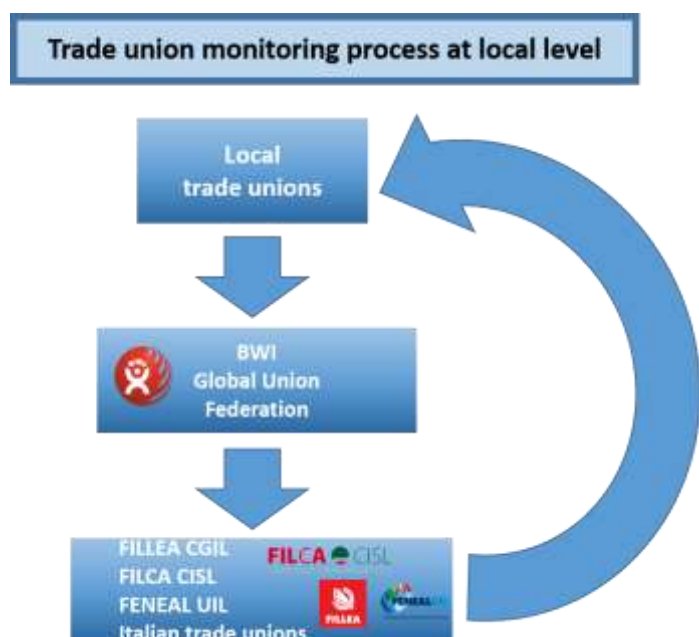 Trade union monitoring process at local level
Local
trade unions
BWI
Global Union
Federation
FILLEA CGIL
FILCA CISL
FENEAL UIL
Italian trade unions
FILCA CISL
FILLEA
FENEAL